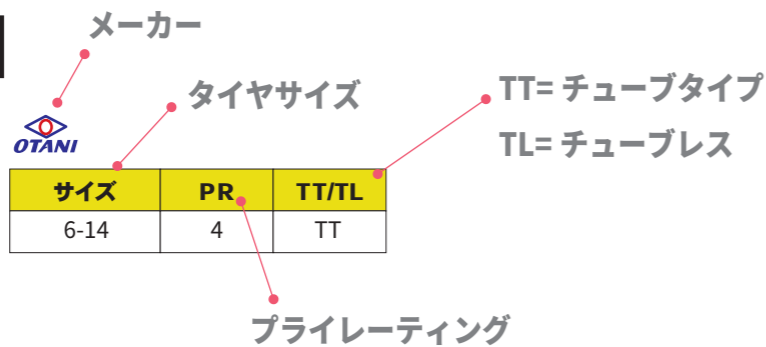 メーカー
タイヤサイズ
TT= チューブタイプ
TL= チューブレス
OTANI
サイズ PR TT/TL
6-14 4 TT
プライレーティング